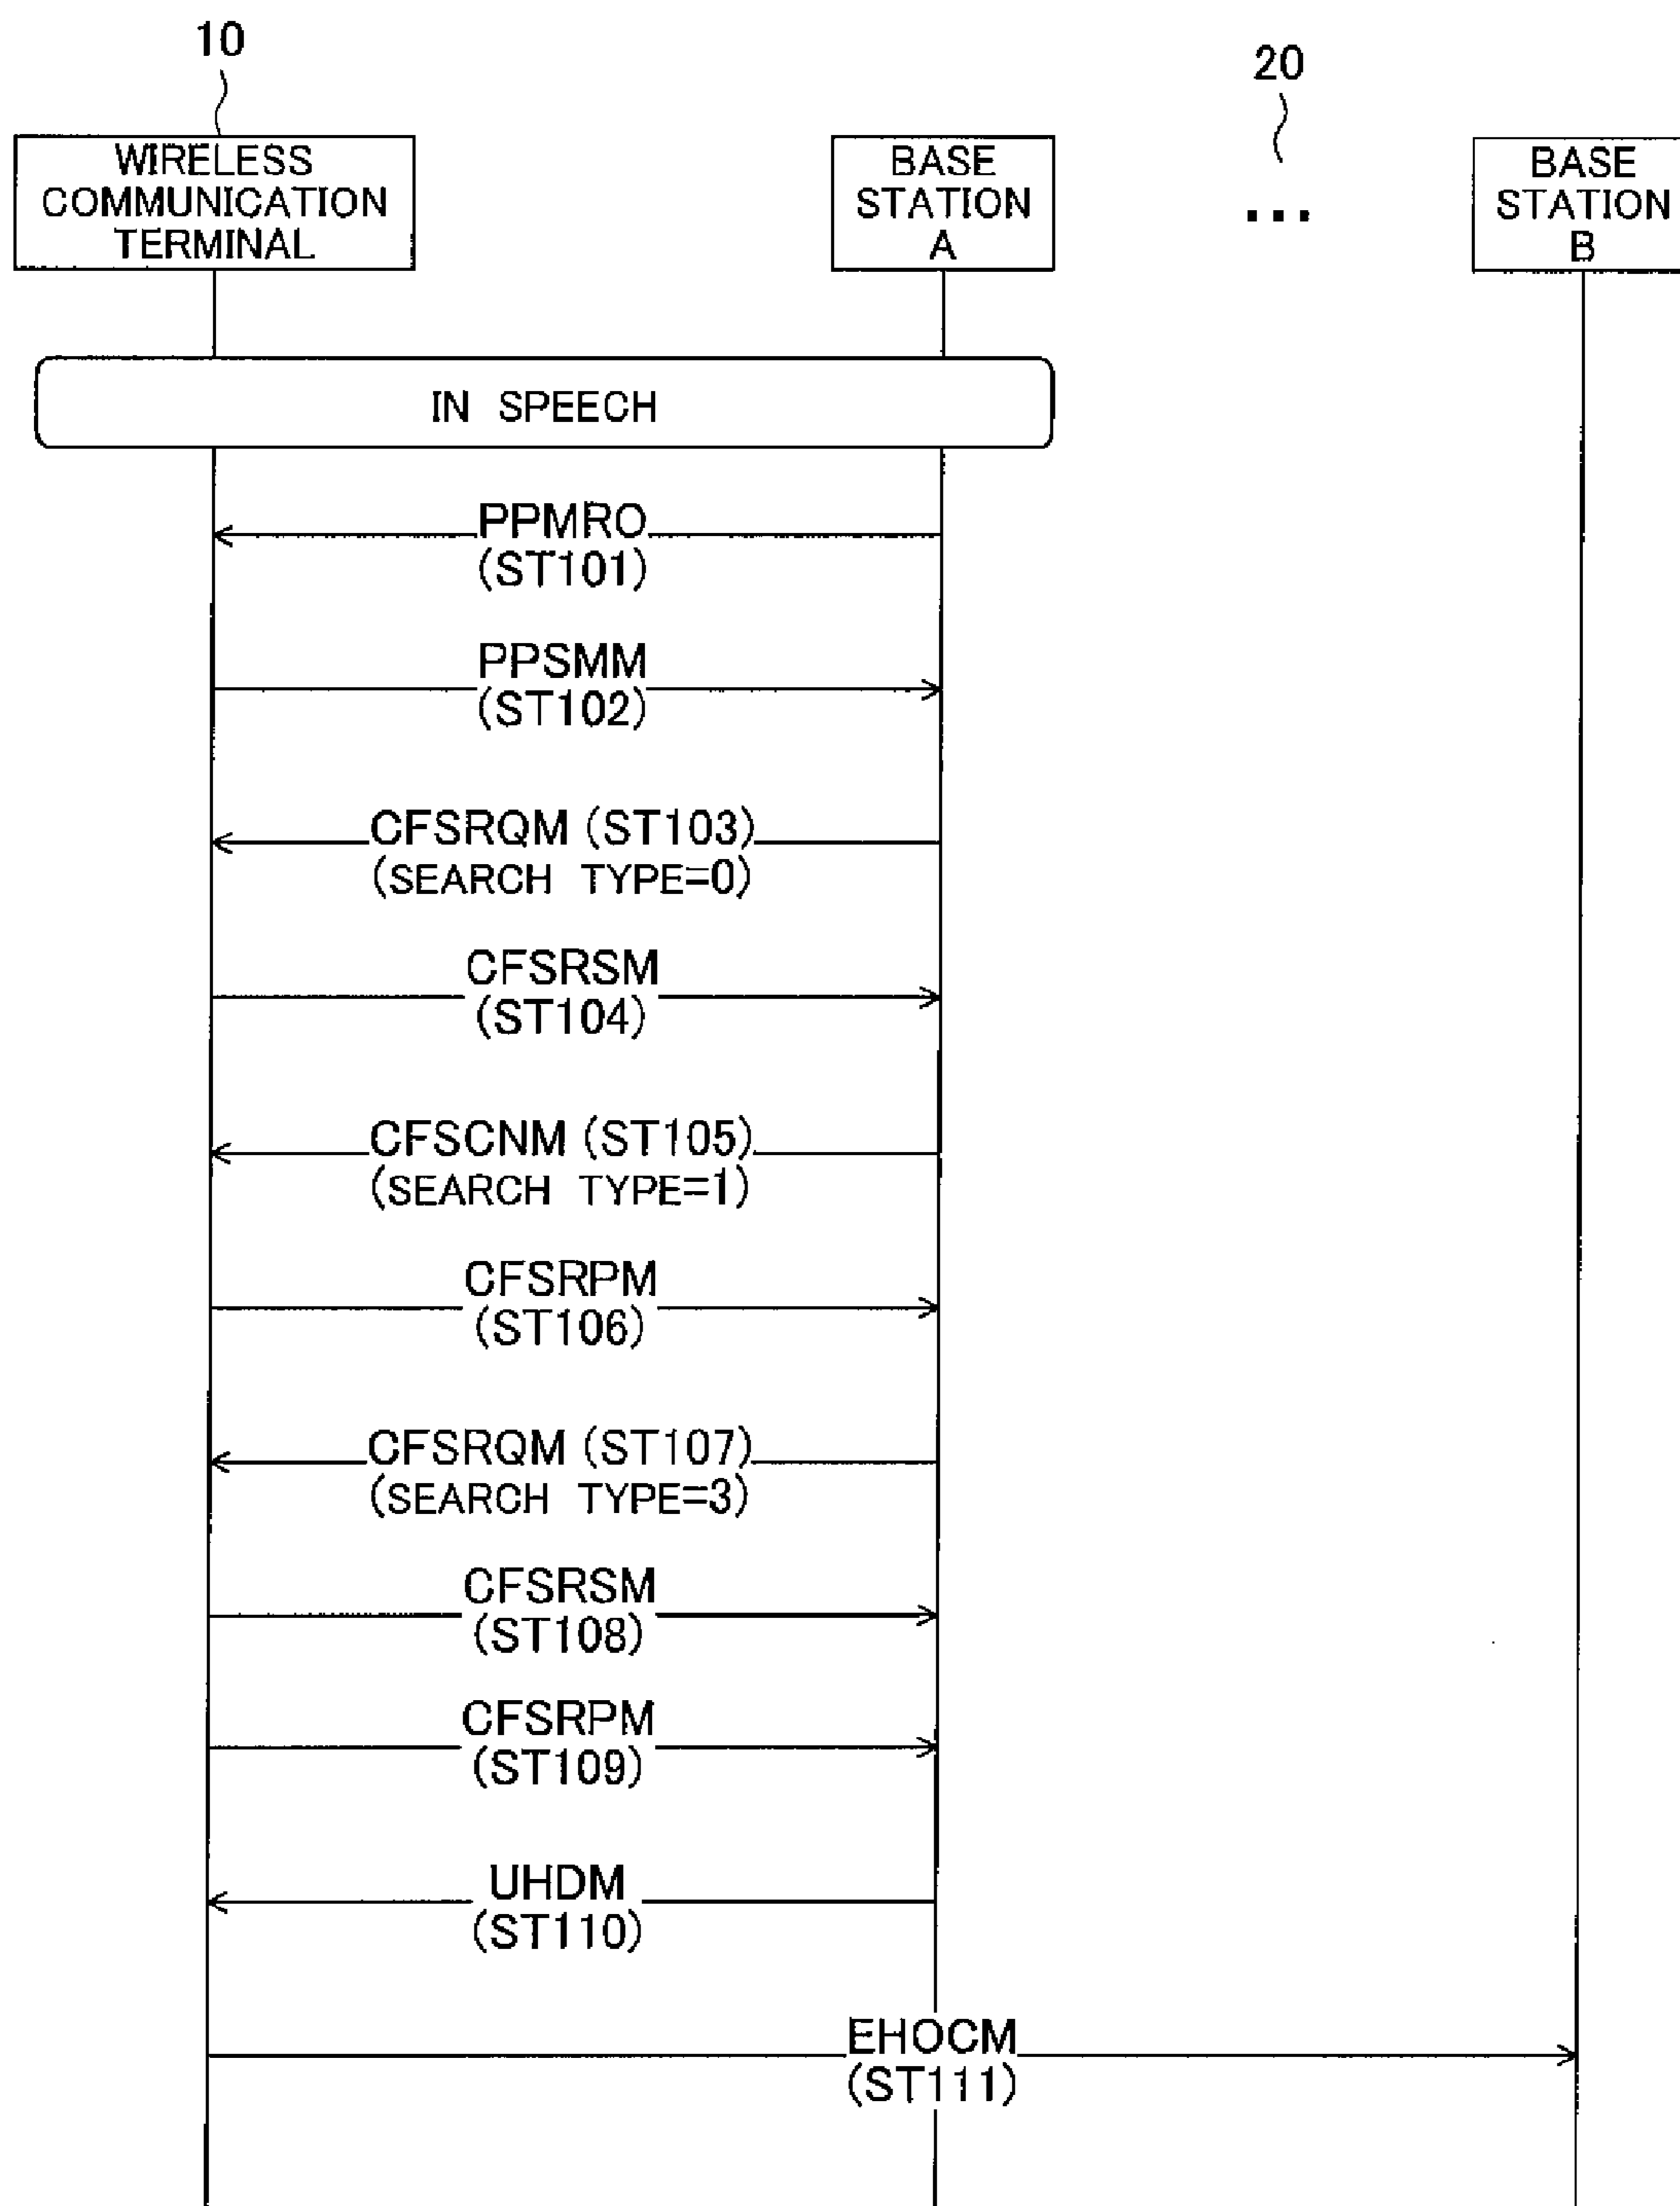 10
20
WIRELESS
COMMUNICATION
TERMINAL
BASE
STATION
A
...
BASE
STATION
B
IN SPEECH
PPMRO
(ST101)
PPSMM
(ST102)
CFSRQM (ST103)
(SEARCH TYPE=0)
CFSRSM
(ST104)
CFSCNM (ST105)
(SEARCH TYPE=1)
CFSRPM
(ST106)
CFSRQM (ST107)
(SEARCH TYPE=3)
CFSRSM
(ST108)
CFSRPM
(ST109)
UHDM
(ST110)
EHOCM
(ST111)